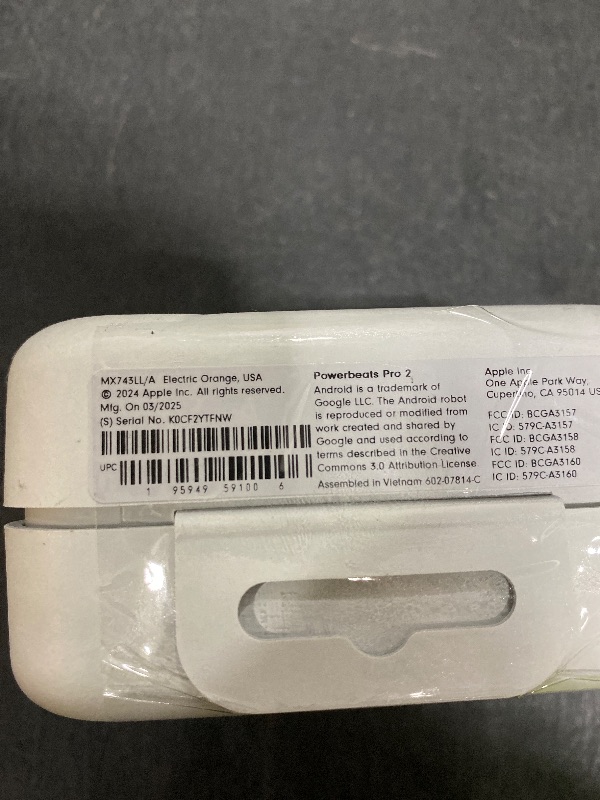 MX743LL/A Electric Orange, USA
© 2024 Apple Inc. All rights reserved.
Mfg. On 03/2025
(S) Serial No. K0CF2YTFNW
UPC
1 95949 59100 6
Powerbeats Pro 2
Android is a trademark of
Google LLC. The Android robot
is reproduced or modified from
work created and shared by
Google and used according to
terms described in the Creative
Commons 3.0 Attribution License.
Assembled in Vietnam 602-07814-C
Apple Inc.
One Apple Park Way,
Cupertino, CA 95014 US
FCC ID: BCGA3157
IC ID: 579C-A3157
FCC ID: BCGA3158
IC ID: 579C-A3158
FCC ID: BCGA3160
IC ID: 579C-A3160